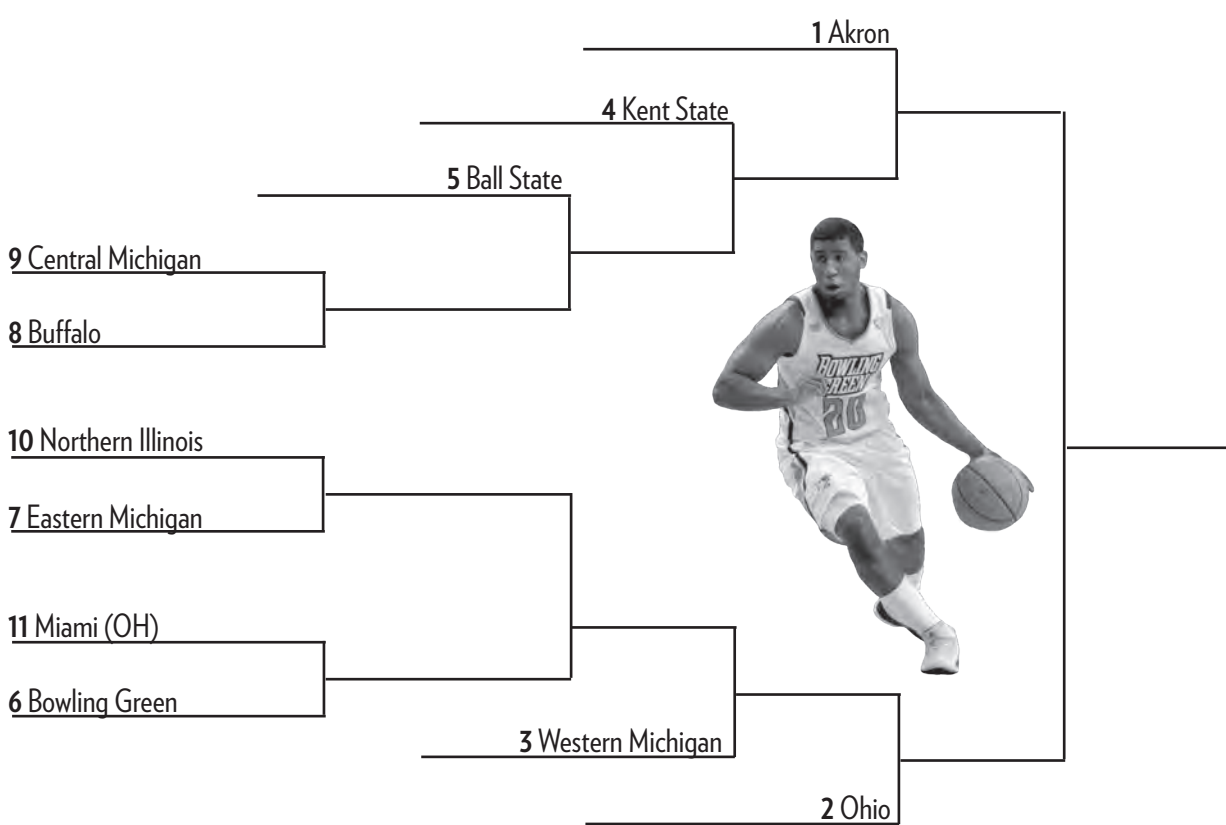 1 Akron
4 Kent State
5 Ball State
9 Central Michigan
8 Buffalo
10 Northern Illinois
7 Eastern Michigan
11 Miami (OH)
6 Bowling Green
3 Western Michigan
2 Ohio
BOWLING
GREEN
20